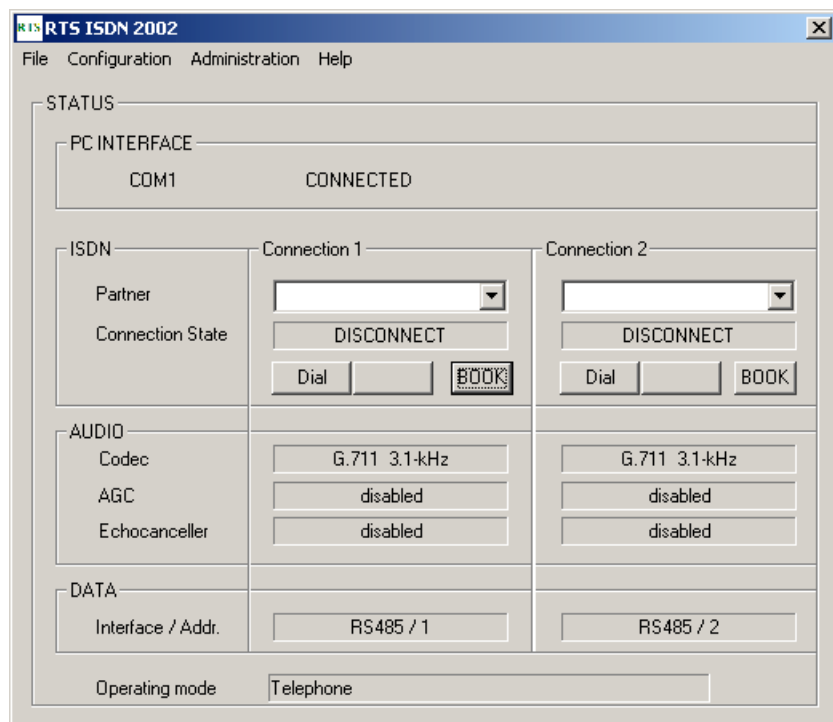 RTS RTS ISDN 2002
File Configuration Administration Help
STATUS
PC INTERFACE
COM1 CONNECTED
ISDN Connection 1 Connection 2
Partner
Connection State DISCONNECT DISCONNECT
Dial BOOK Dial BOOK
AUDIO
Codec G.711 3.1-kHz G.711 3.1-kHz
AGC disabled disabled
Echocanceller disabled disabled
DATA
Interface / Addr. RS485 / 1 RS485 / 2
Operating mode Telephone